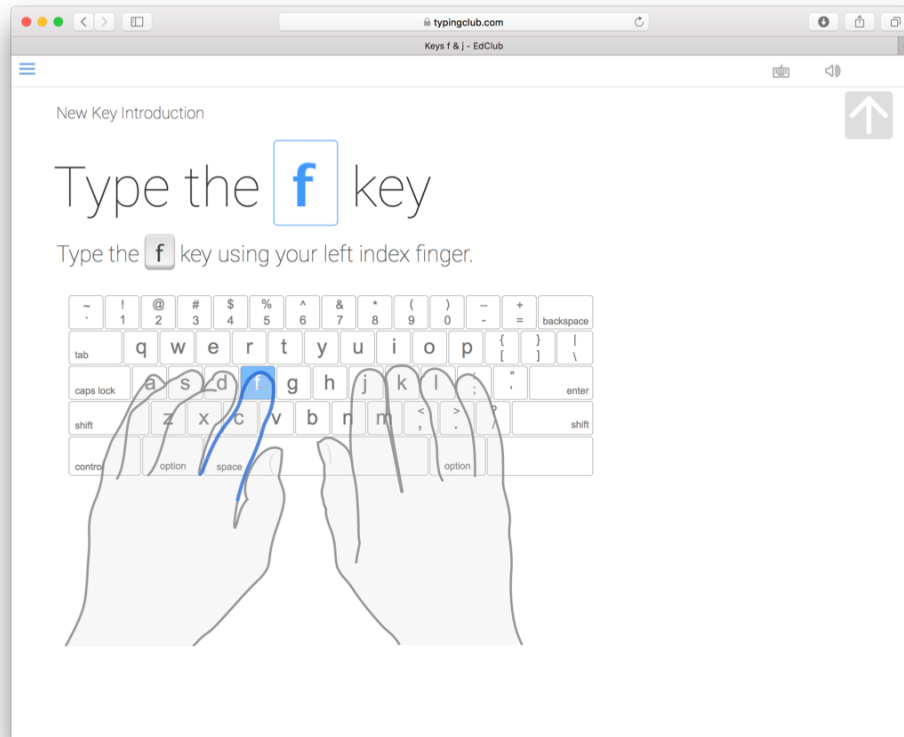 typingclub.com
Keys f & j - EdClub
New Key Introduction
Type the f key
Type the f key using your left index finger.
~ ! @ # $ % ^ & * ( ) – +
` 1 2 3 4 5 6 7 8 9 0 - = backspace
tab q w e r t y u i o p { [ } ] | \
caps lock a s d f g h j k l : ; " ' enter
shift z x c v b n m < , > . ? / shift
control option space option